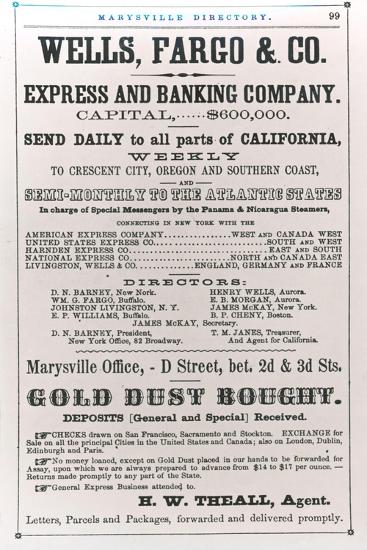 MARYSVILLE DIRECTORY. 99
WELLS, FARGO & CO.
EXPRESS AND BANKING COMPANY.
CAPITAL,......$600,000.
SEND DAILY to all parts of CALIFORNIA,
WEEKLY
TO CRESCENT CITY, OREGON AND SOUTHERN COAST,
AND
SEMI-MONTHLY TO THE ATLANTIC STATES
In charge of Special Messengers by the Panama & Nicaragua Steamers,
CONNECTING IN NEW YORK WITH THE
AMERICAN EXPRESS COMPANY..............WEST and CANADA WEST
UNITED STATES EXPRESS CO.........................SOUTH and WEST
HARNDEN EXPRESS CO................................EAST and SOUTH
NATIONAL EXPRESS CO.....................NORTH and CANADA EAST
LIVINGSTON, WELLS & CO.............ENGLAND, GERMANY and FRANCE
DIRECTORS:
D. N. BARNEY, New Nork. HENRY WELLS, Aurora.
WM. G. FARGO, Buffalo. E. B. MORGAN, Aurora.
JOHNSTON LIVINGSTON, N. Y. JAMES McKAY, New York.
E. P. WILLIAMS, Buffalo. B. P. CHENY, Boston.
JAMES McKAY, Secretary.
D. N. BARNEY, President, T. M. JANES, Treasurer,
New York Office, 82 Broadway. And Agent for California.
Marysville Office, - D Street, bet. 2d & 3d Sts.
GOLD DUST BOUGHT.
DEPOSITS [General and Special] Received.
☞CHECKS drawn on San Francisco, Sacramento and Stockton. EXCHANGE for
Sale on all the principal Cities in the United States and Canada; also on London, Dublin,
Edinburgh and Paris.
☞No money loaned, except on Gold Dust placed in our hands to be forwarded for
Assay, upon which we are always prepared to advance from $14 to $17 per ounce. —
Returns made promptly to any part of the State.
☞General Express Business attended to.
H. W. THEALL, Agent.
Letters, Parcels and Packages, forwarded and delivered promptly.